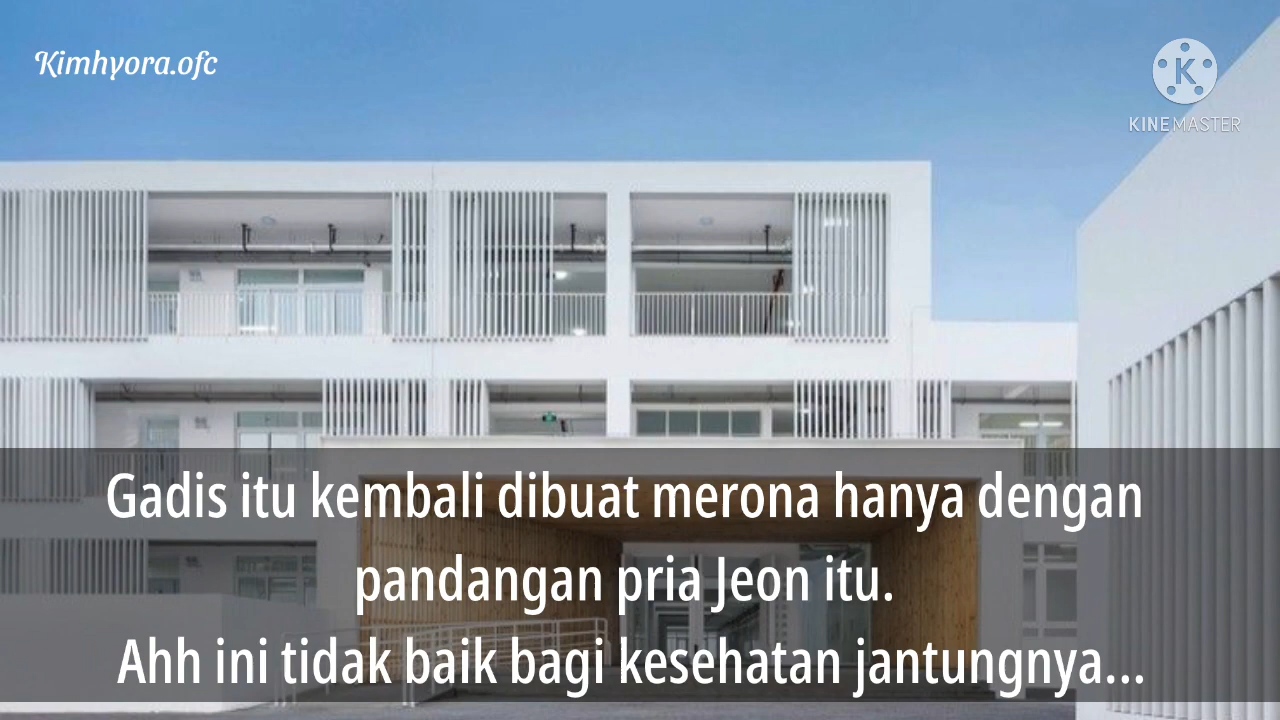 Kimhyora.ofc
K
KINEMASTER
Gadis itu kembali dibuat merona hanya dengan
pandangan pria Jeon itu.
Ahh ini tidak baik bagi kesehatan jantungnya...